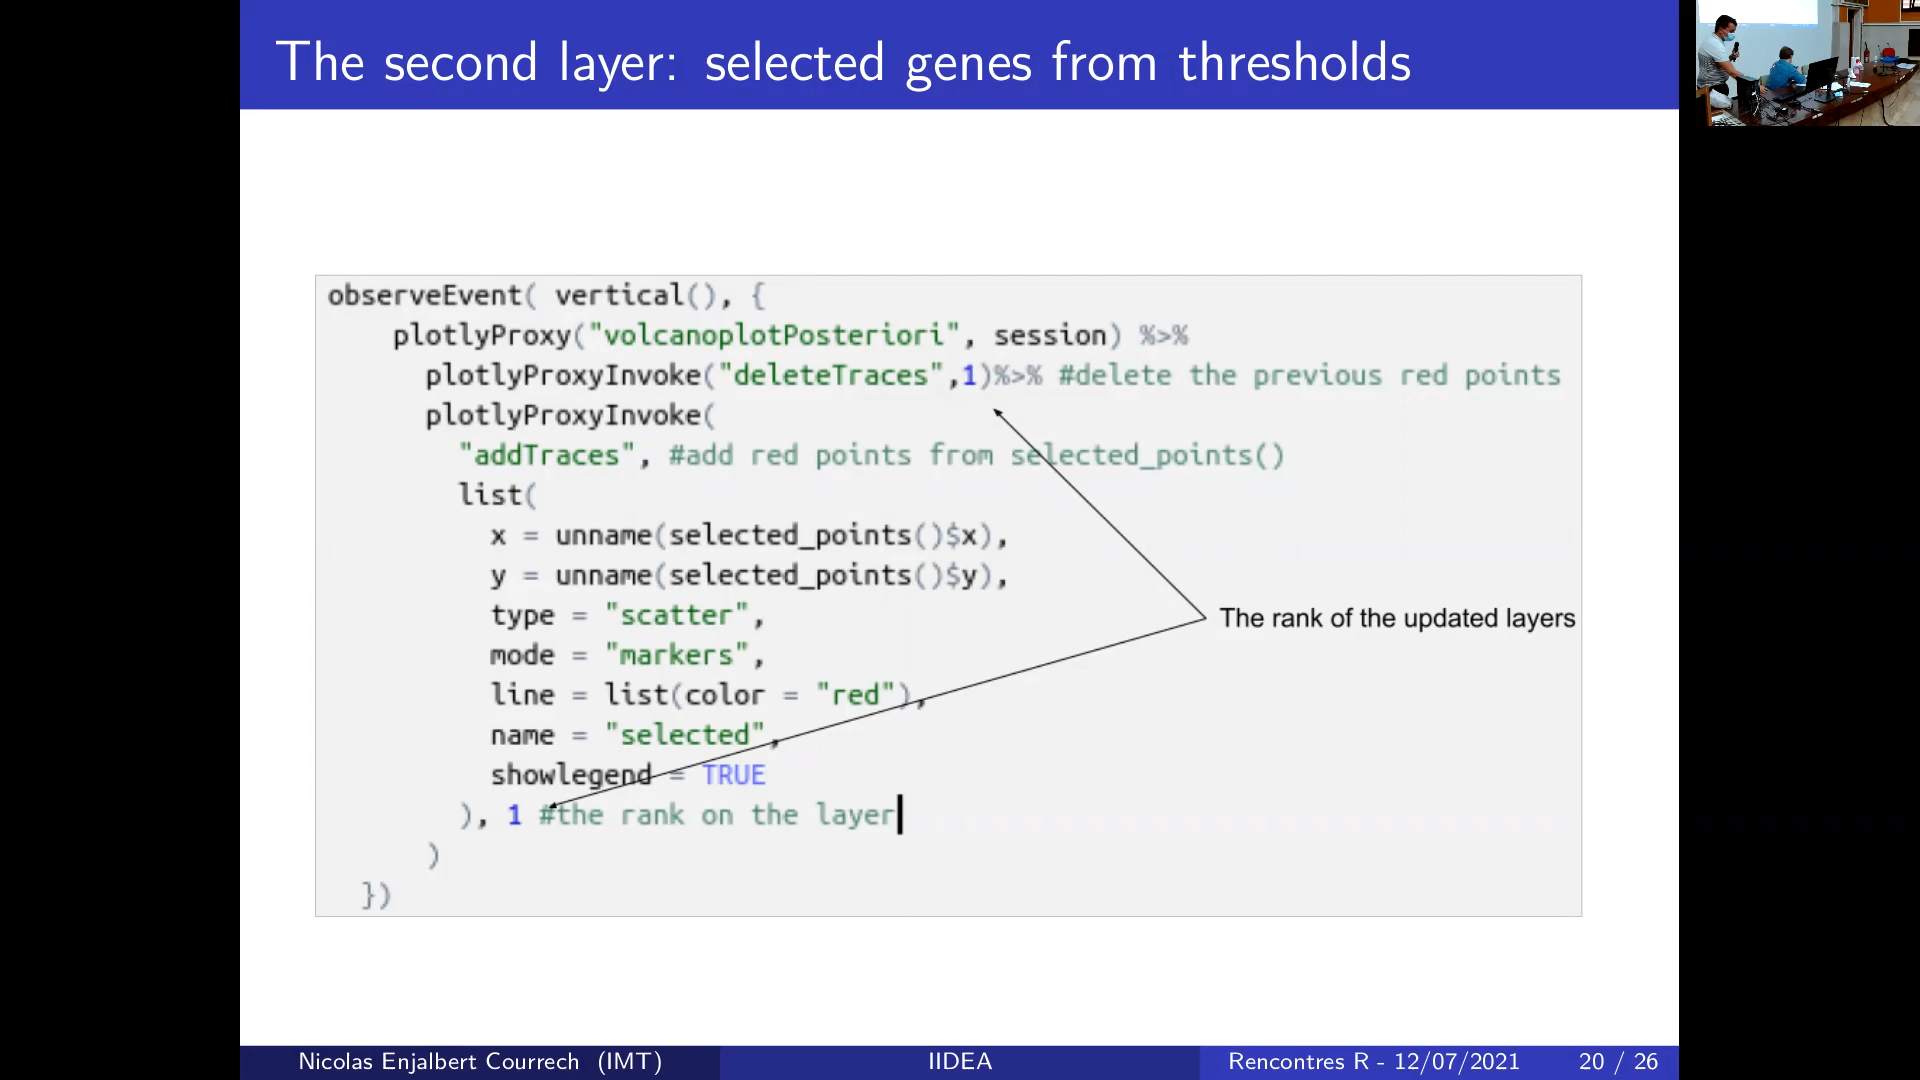 The second layer: selected genes from thresholds
observeEvent( vertical(), {
plotlyProxy("volcanoplotPosteriori", session) %>%
plotlyProxyInvoke("deleteTraces",1)%>% #delete the previous red points
plotlyProxyInvoke(
"addTraces", #add red points from selected_points()
list(
x = unname(selected_points()$x),
y = unname(selected_points()$y),
type = "scatter",
mode = "markers",
line = list(color = "red"),
name = "selected",
showlegend = TRUE
), 1 #the rank on the layer
)
})
The rank of the updated layers
Nicolas Enjalbert Courrech (IMT) IIDEA Rencontres R - 12/07/2021 20 / 26